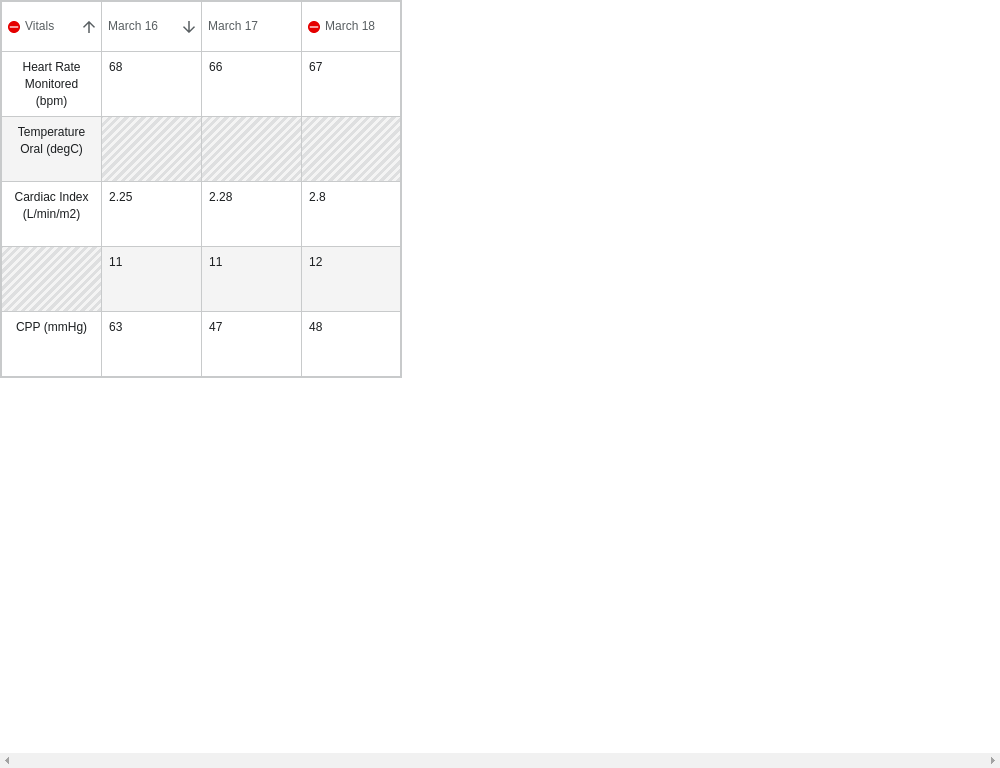 Vitals March 16 March 17 March 18
Heart Rate 68 66 67
Monitored
(bpm)
Temperature
Oral (degC)
Cardiac Index 2.25 2.28 2.8
(L/min/m2)
11 11 12
CPP (mmHg) 63 47 48